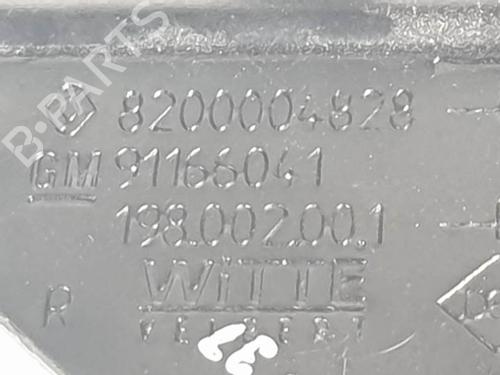 B-PARTS
8200004828
GM 91166041
198.002.00.1
WITTE
R VELBERT